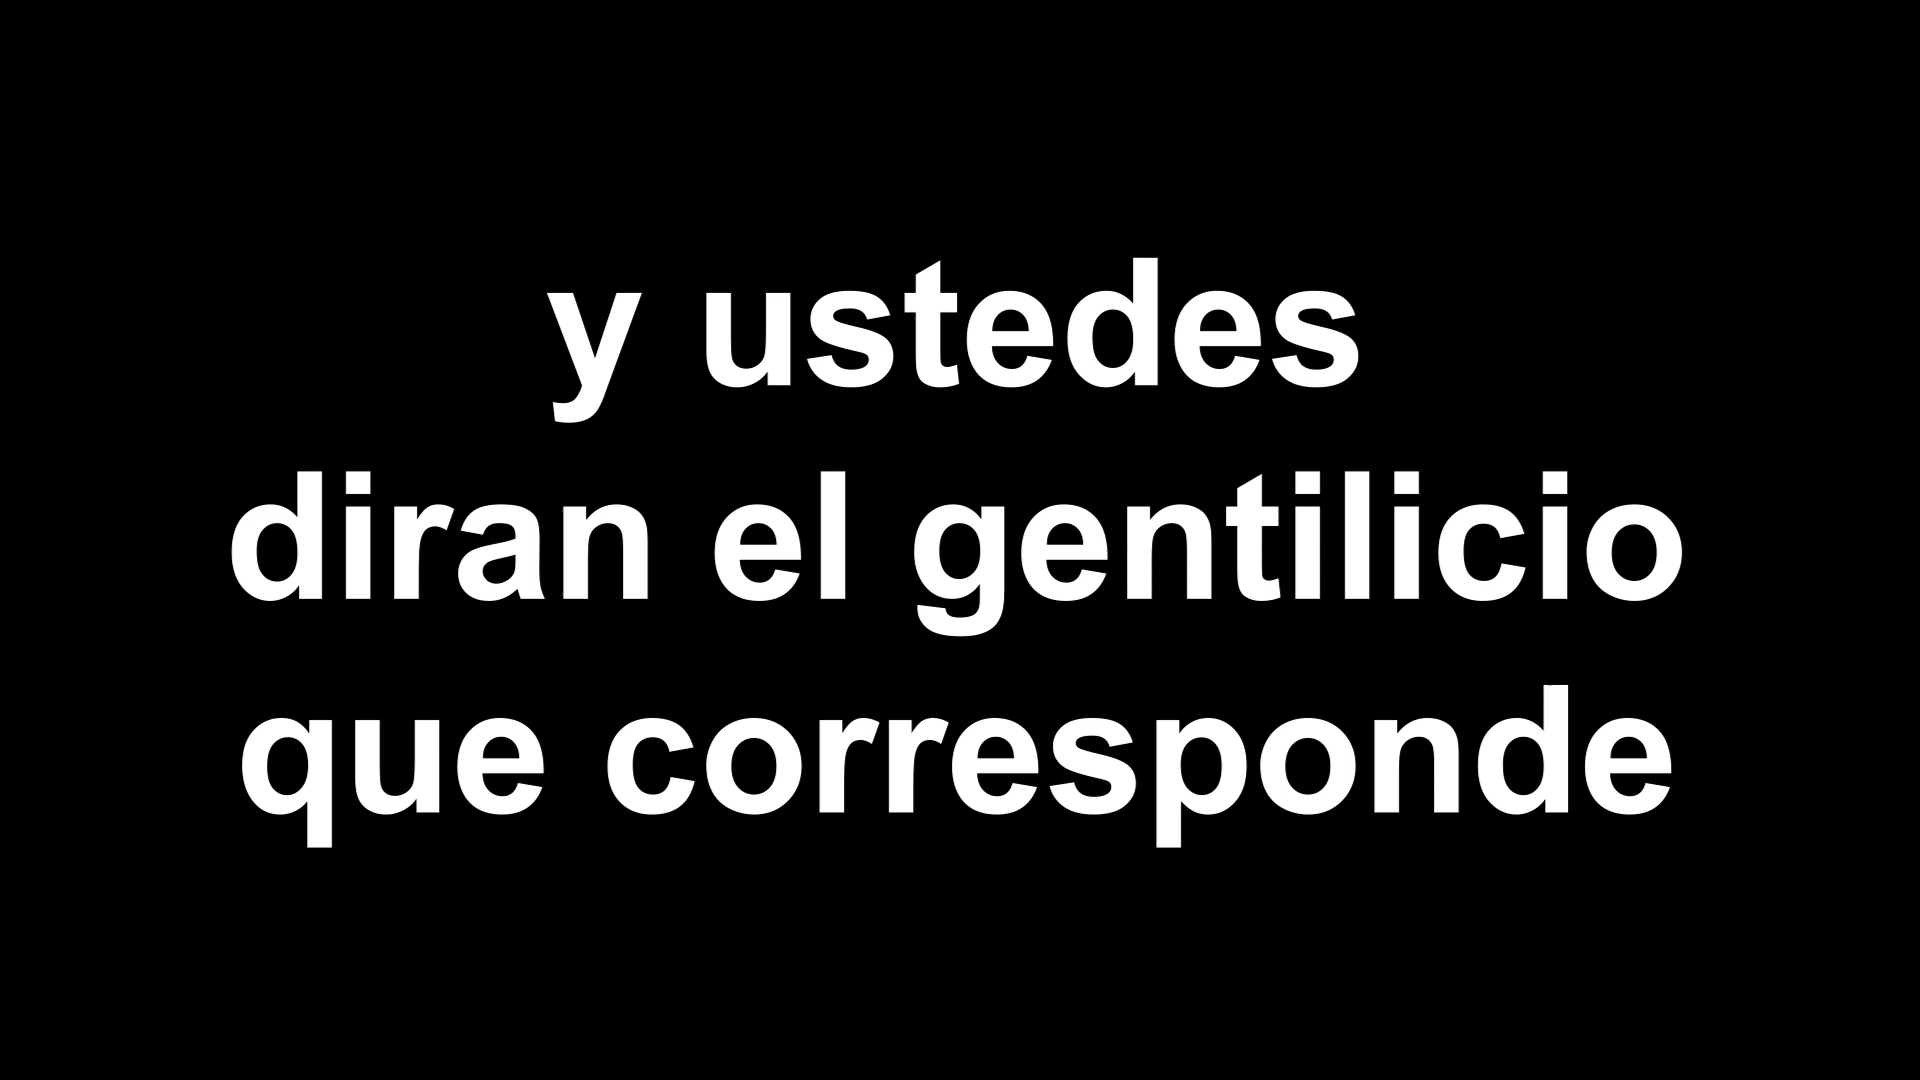 y ustedes
diran el gentilicio
que corresponde